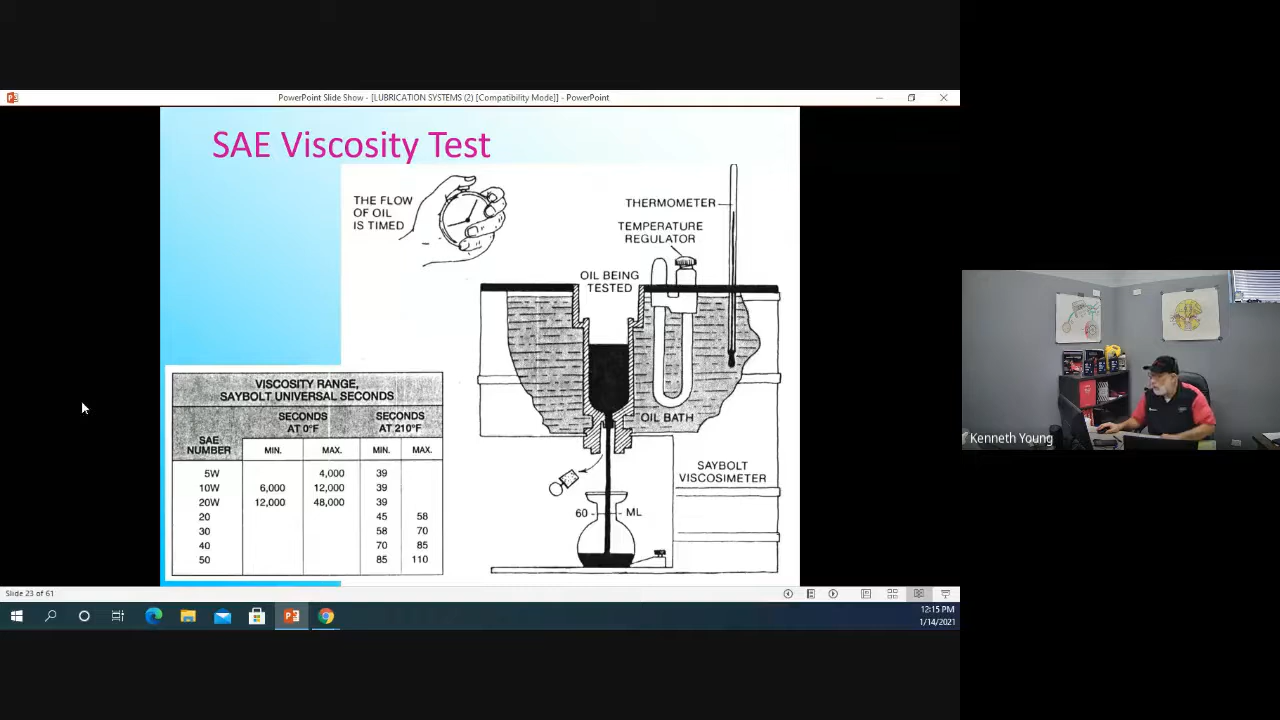 PowerPoint Slide Show - [LUBRICATION SYSTEMS (2) [Compatibility Mode]] - PowerPoint
SAE Viscosity Test
THE FLOW
OF OIL
IS TIMED
THERMOMETER
TEMPERATURE
REGULATOR
OIL BEING
TESTED
OIL BATH
SAYBOLT
VISCOSIMETER
60 ML
VISCOSITY RANGE,
SAYBOLT UNIVERSAL SECONDS
SAE NUMBER SECONDS AT 0°F SECONDS AT 210°F
MIN. MAX. MIN. MAX.
5W 4,000 39
10W 6,000 12,000 39
20W 12,000 48,000 39
20 45 58
30 58 70
40 70 85
50 85 110
Kenneth Young
Slide 23 of 61
12:15 PM
1/14/2021